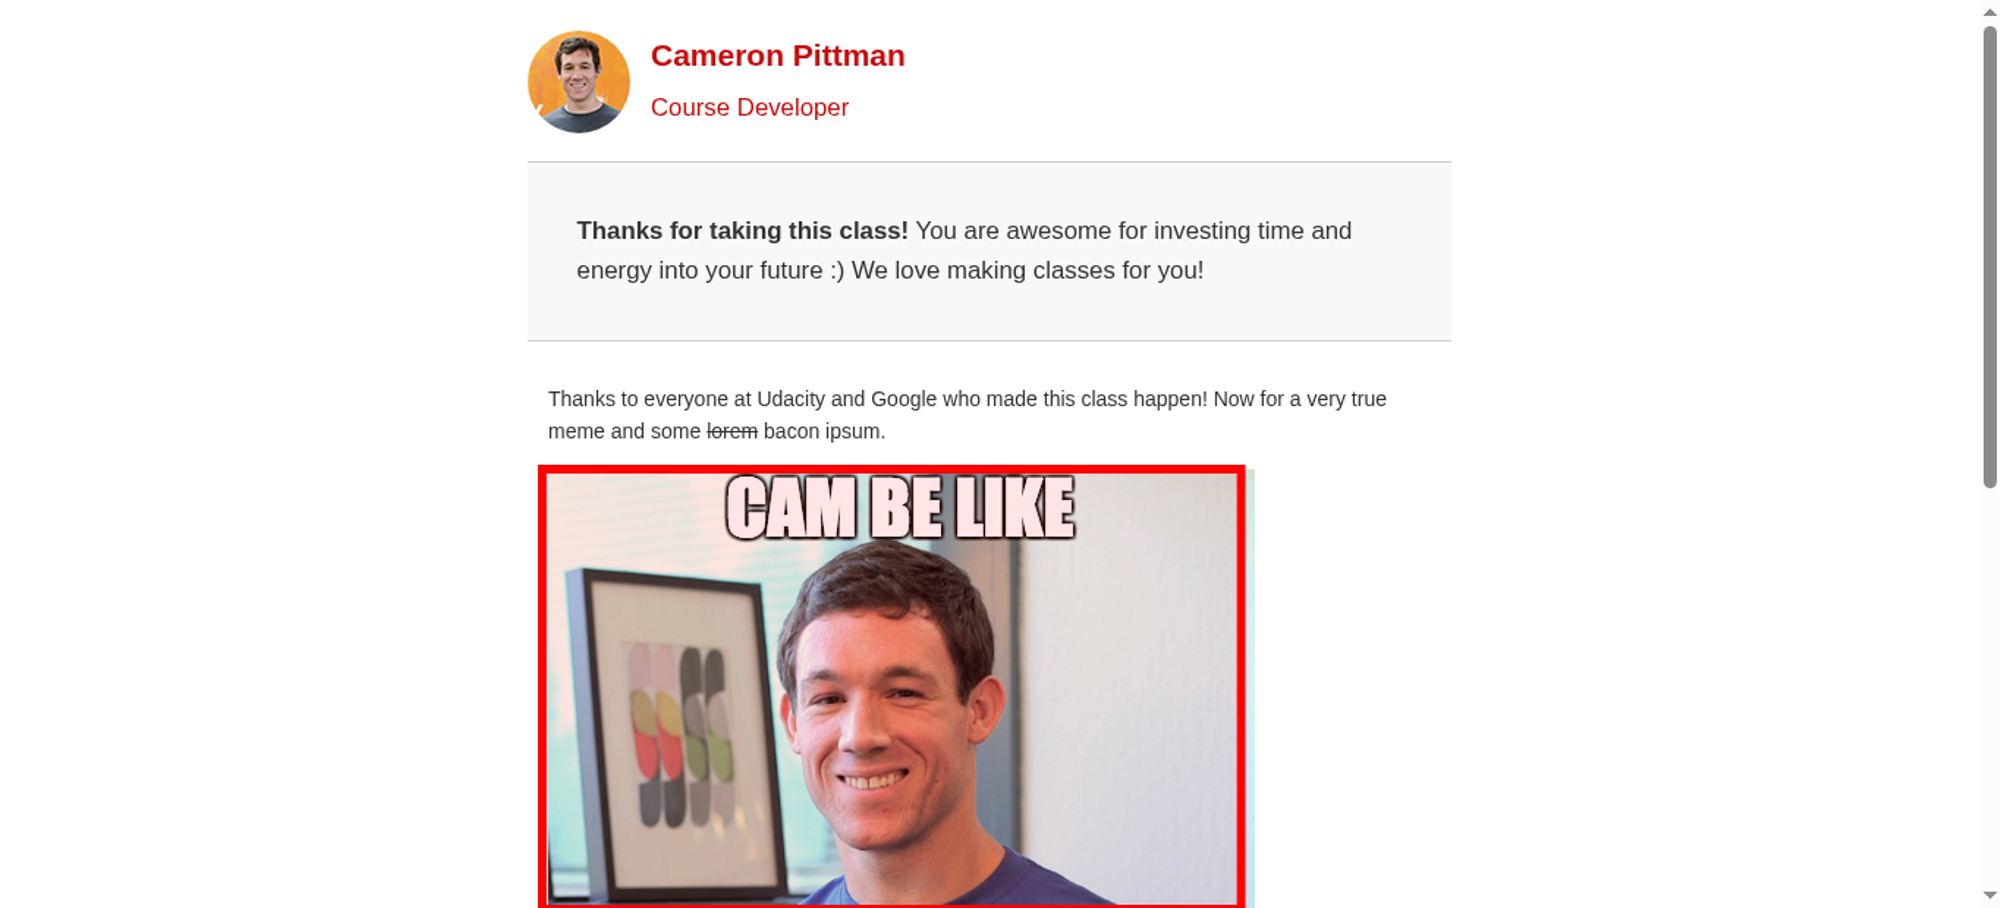 Cameron Pittman
Course Developer
Thanks for taking this class! You are awesome for investing time and
energy into your future :) We love making classes for you!
Thanks to everyone at Udacity and Google who made this class happen! Now for a very true
meme and some lorem bacon ipsum.
CAM BE LIKE